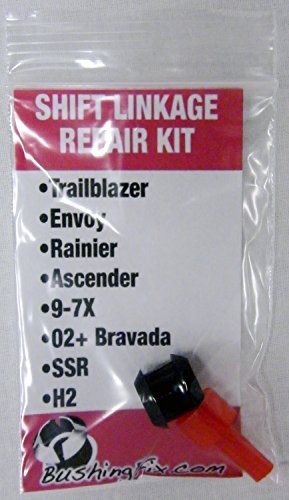 SHIFT LINKAGE
REPAIR KIT
•Trailblazer
•Envoy
•Rainier
•Ascender
•9-7X
•02+ Bravada
•SSR
•H2
BushingFix.com